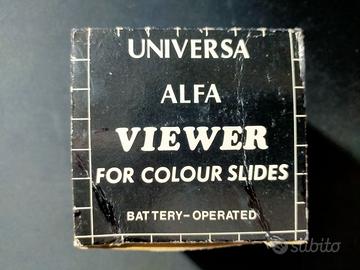 UNIVERSA
ALFA
VIEWER
FOR COLOUR SLIDES
BATTERY-OPERATED
subito